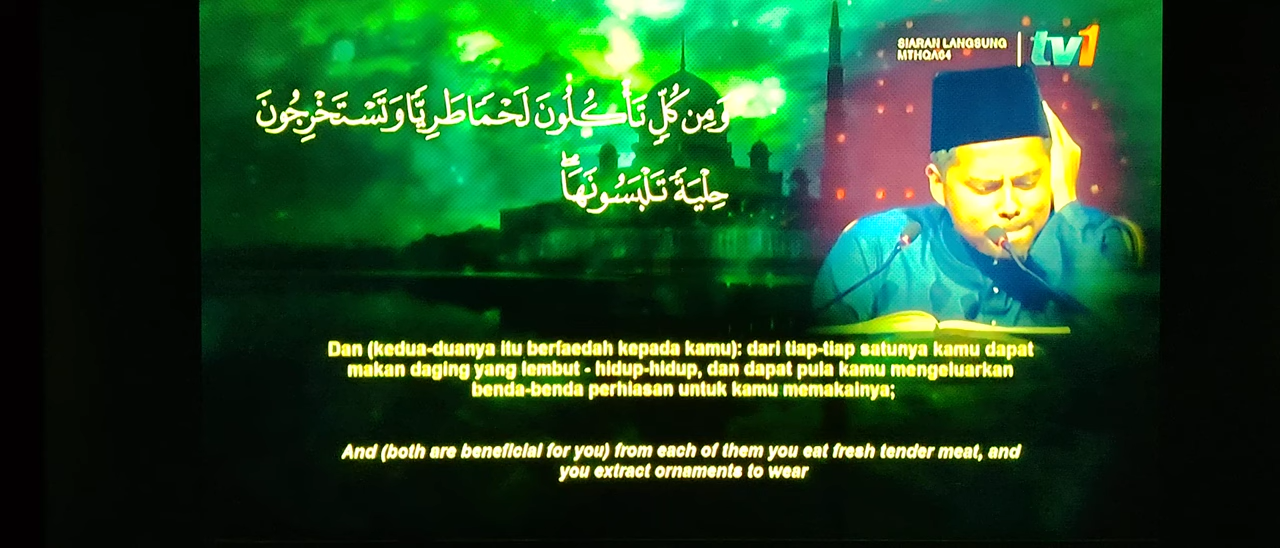 SIARAN LANGSUNG
MTHQA64
tv1
وَمِن كُلٍّ تَأْكُلُونَ لَحْمًا طَرِيًّا وَتَسْتَخْرِجُونَ
حِلْيَةً تَلْبَسُونَهَا ۖ
Dan (kedua-duanya itu berfaedah kepada kamu): dari tiap-tiap satunya kamu dapat
makan daging yang lembut - hidup-hidup, dan dapat pula kamu mengeluarkan
benda-benda perhiasan untuk kamu memakainya;
And (both are beneficial for you) from each of them you eat fresh tender meat, and
you extract ornaments to wear